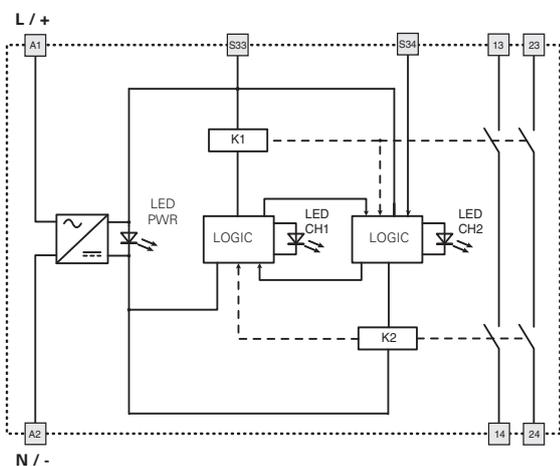 L / +
A1
S33
S34
13
23
K1
LED
PWR
LED
CH1
LED
CH2
LOGIC
LOGIC
K2
A2
14
24
N / -